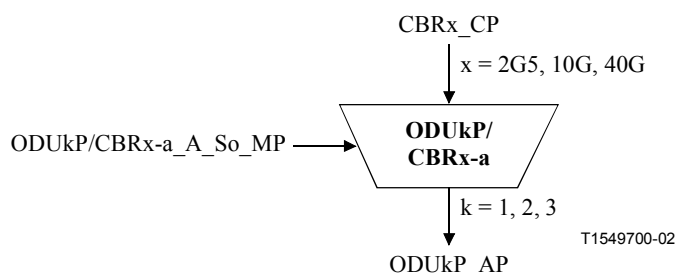 CBRx_CP
x = 2G5, 10G, 40G
ODUkP/CBRx-a_A_So_MP
ODUkP/
CBRx-a
k = 1, 2, 3
T1549700-02
ODUkP_AP